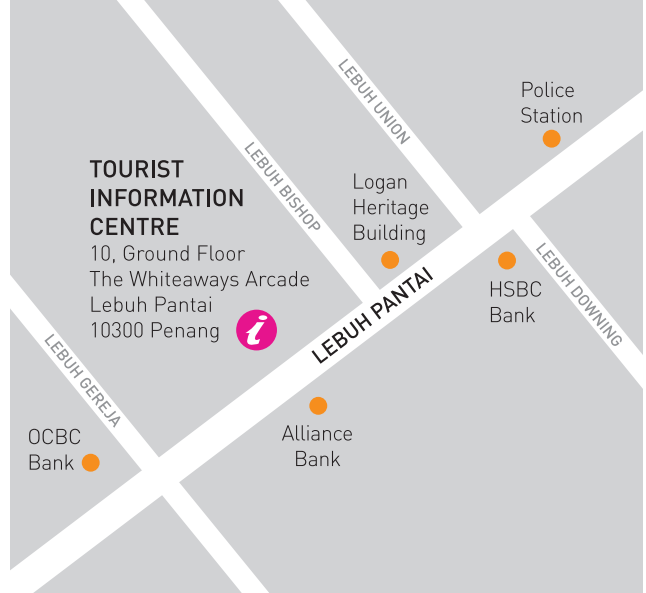 LEBUH UNION
Police
Station
LEBUH BISHOP
TOURIST
INFORMATION
CENTRE
10, Ground Floor
The Whiteaways Arcade
Lebuh Pantai
10300 Penang
i
Logan
Heritage
Building
LEBUH PANTAI
HSBC
Bank
LEBUH DOWNING
LEBUH GEREJA
OCBC
Bank
Alliance
Bank